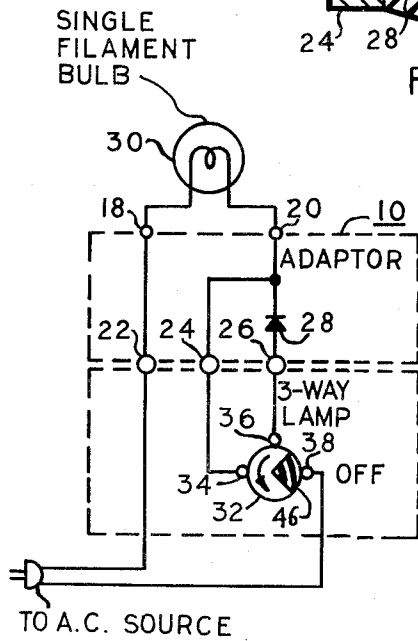 SINGLE
FILAMENT
BULB
24 28
F
30
18 20 10
ADAPTOR
22 24 26 28
3-WAY
LAMP
36 38
34 OFF
32 46
TO A.C. SOURCE